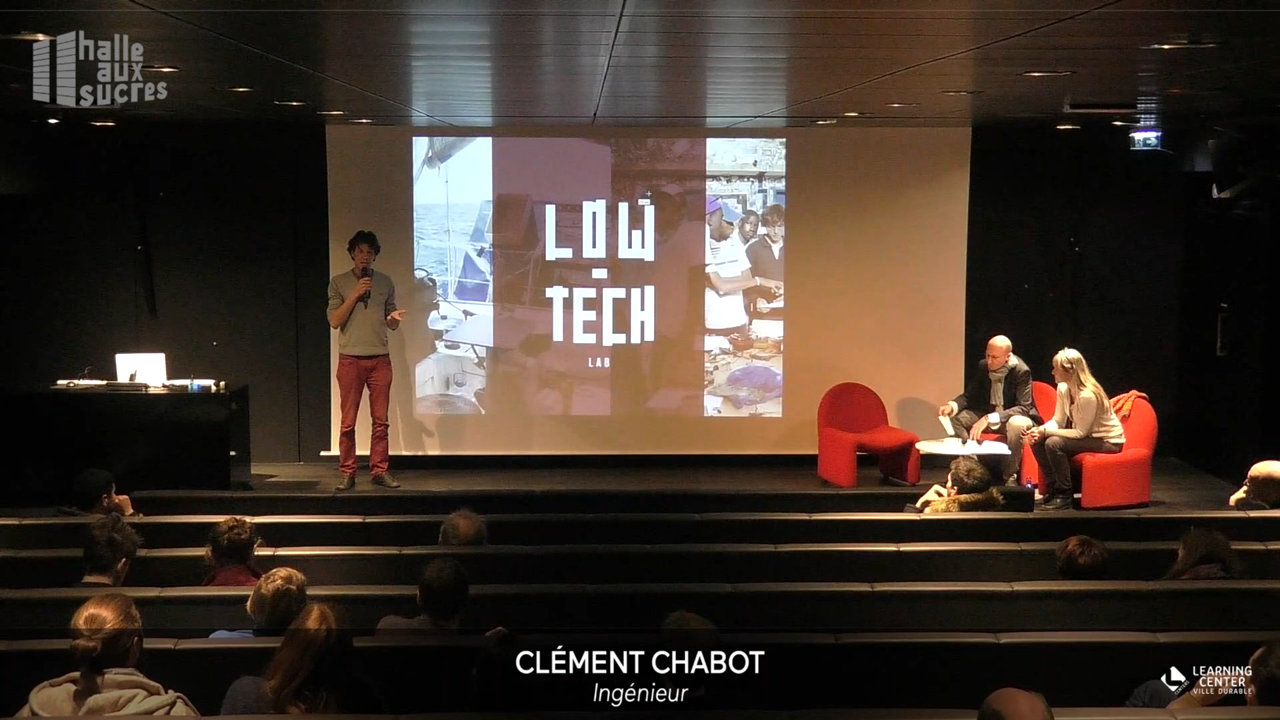 halle
aux
sucres
LOW
-
TECH
LAB
CLÉMENT CHABOT
Ingénieur
LEARNING
CENTER
VILLE DURABLE